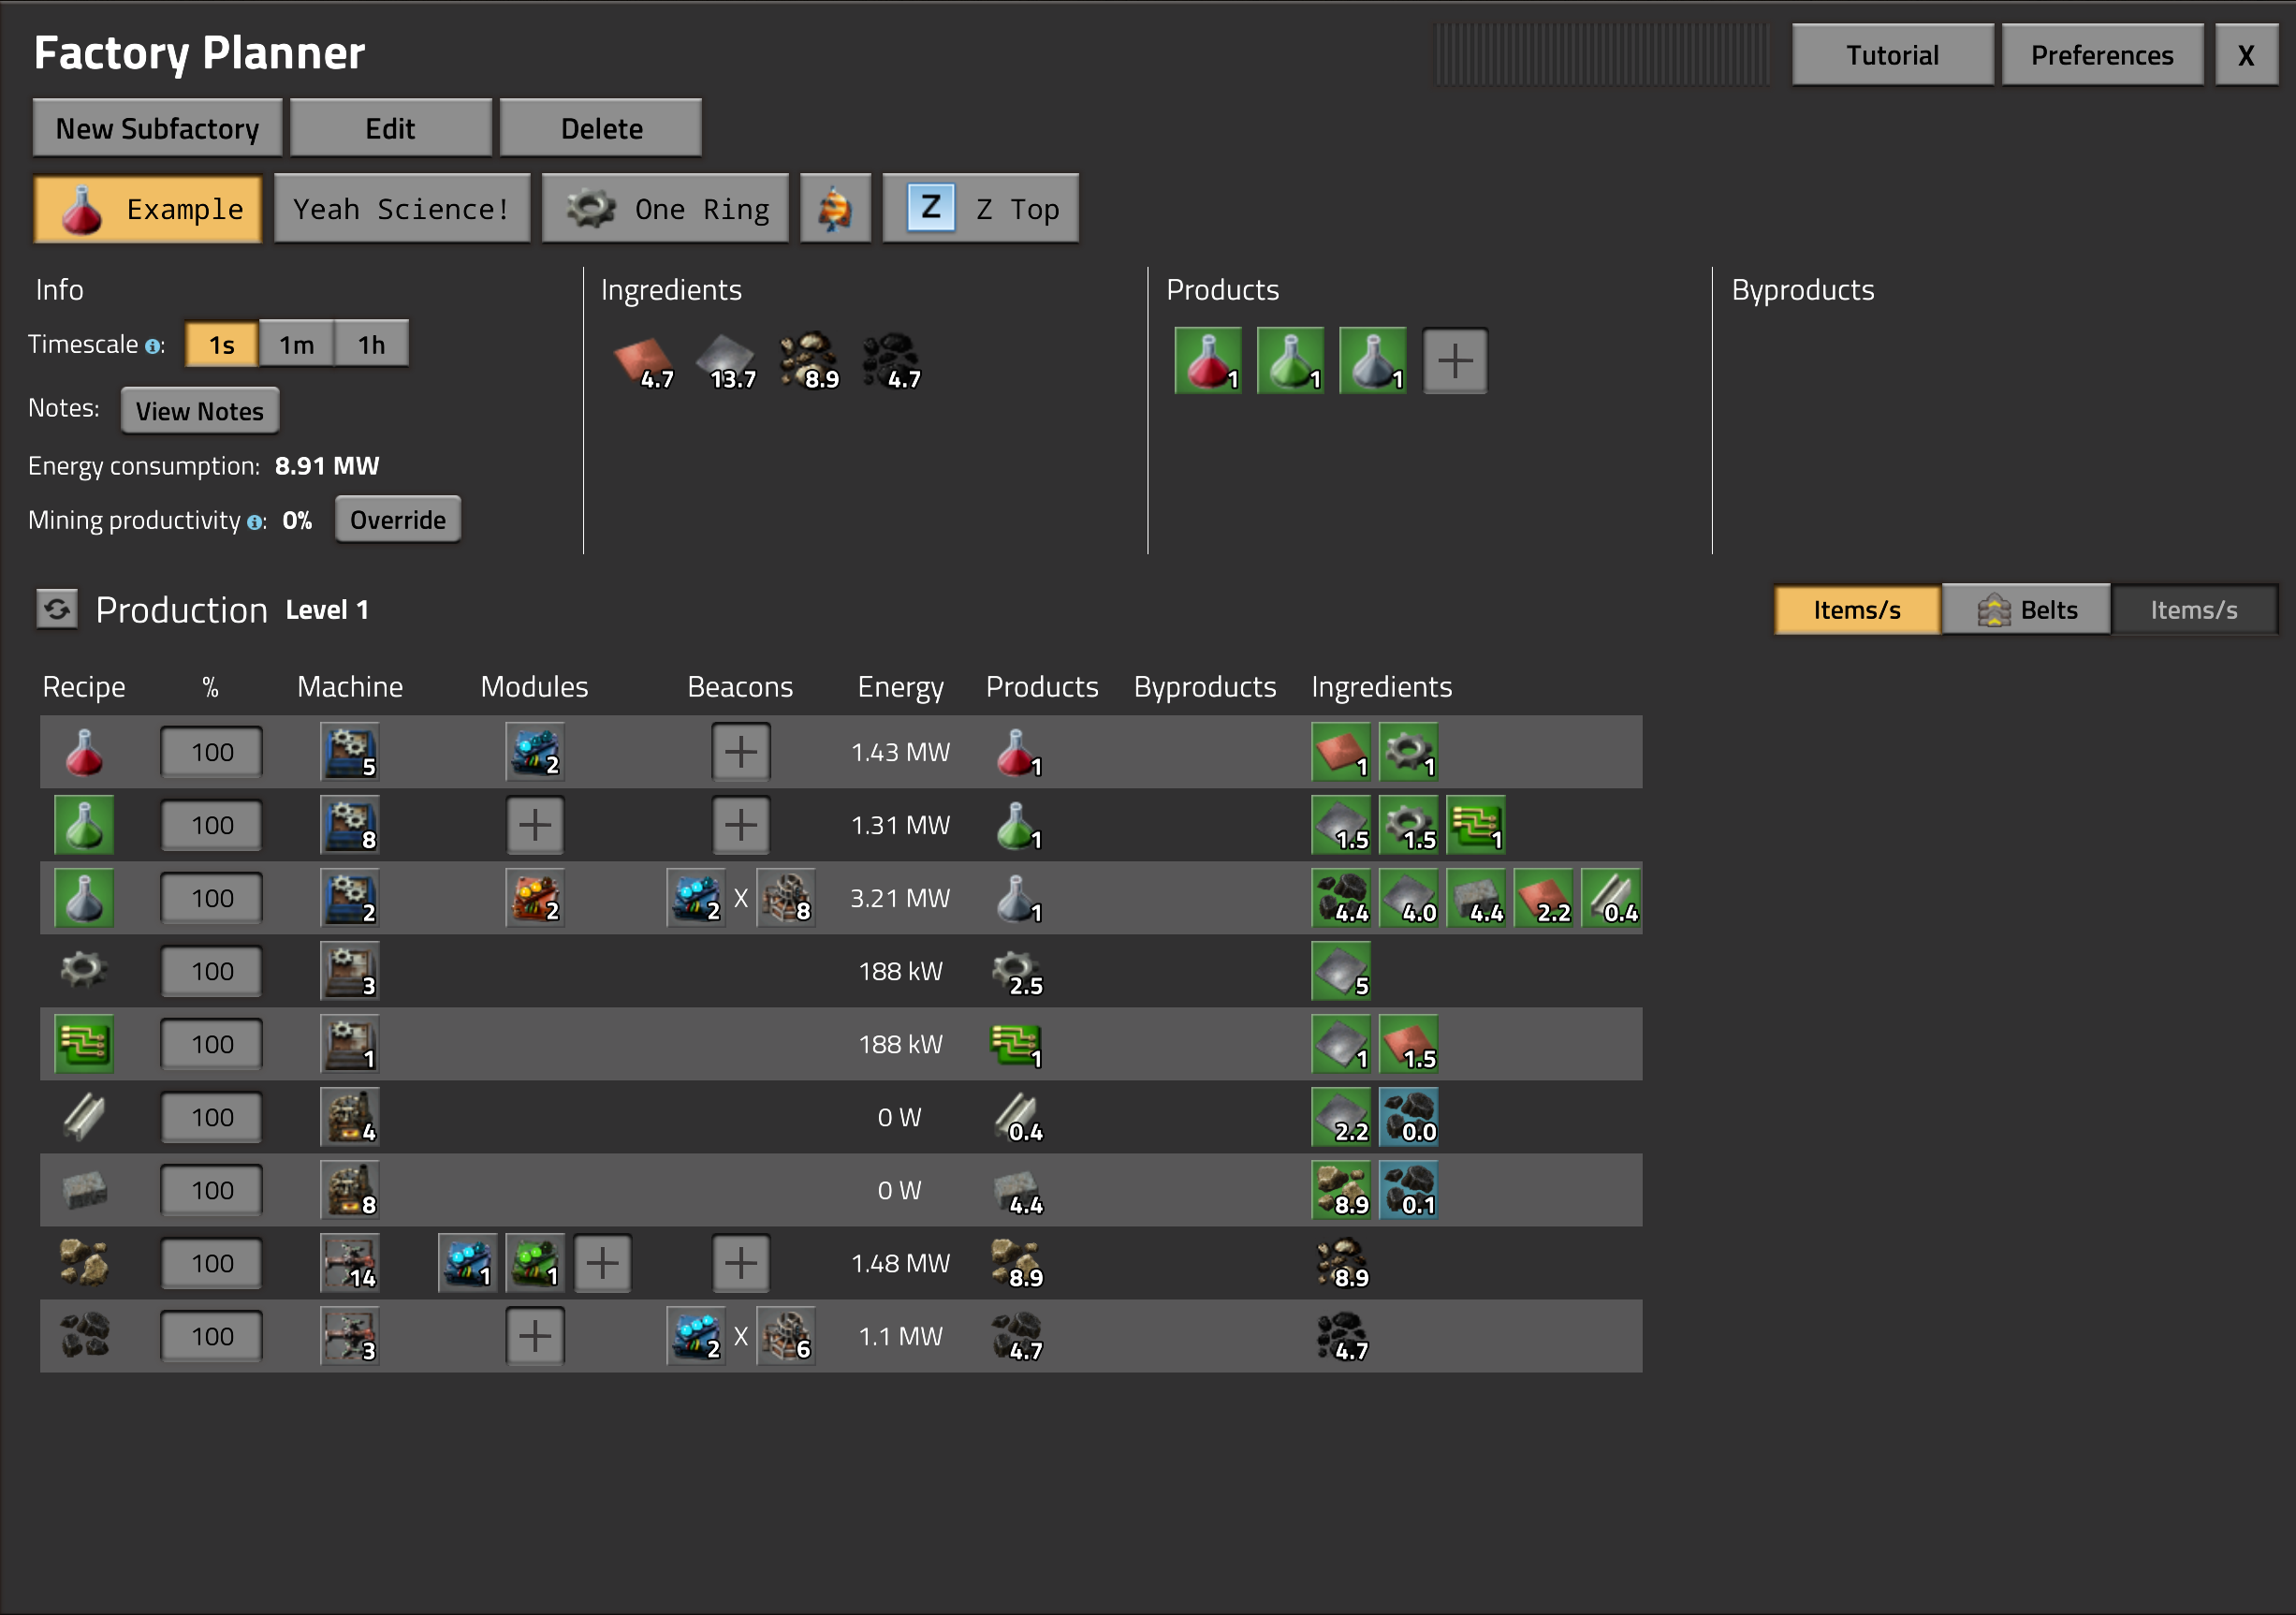 Factory Planner Tutorial Preferences X
New Subfactory Edit Delete
Example Yeah Science! One Ring Z Z Top
Info
Timescale : 1s 1m 1h
Notes: View Notes
Energy consumption: 8.91 MW
Mining productivity : 0% Override
Ingredients
4.7 13.7 8.9 4.7
Products
1 1 1
Byproducts
Production Level 1 Items/s Belts Items/s
Recipe % Machine Modules Beacons Energy Products Byproducts Ingredients
100 5 2 1.43 MW 1 1 1
100 8 1.31 MW 1 1.5 1.5 1
100 2 2 2 X 8 3.21 MW 1 4.4 4.0 4.4 2.2 0.4
100 3 188 kW 2.5 5
100 1 188 kW 1 1 1.5
100 4 0 W 0.4 2.2 0.0
100 8 0 W 4.4 8.9 0.1
100 14 1 1 1.48 MW 8.9 8.9
100 3 2 X 6 1.1 MW 4.7 4.7